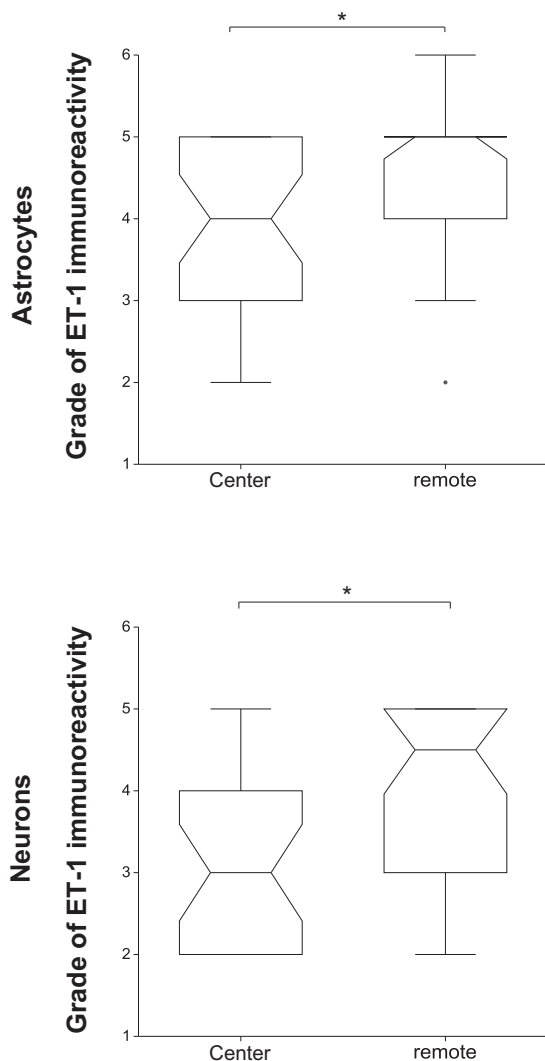 *
Astrocytes
Grade of ET-1 immunoreactivity
6
5
4
3
2
1
Center remote
*
Neurons
Grade of ET-1 immunoreactivity
6
5
4
3
2
1
Center remote